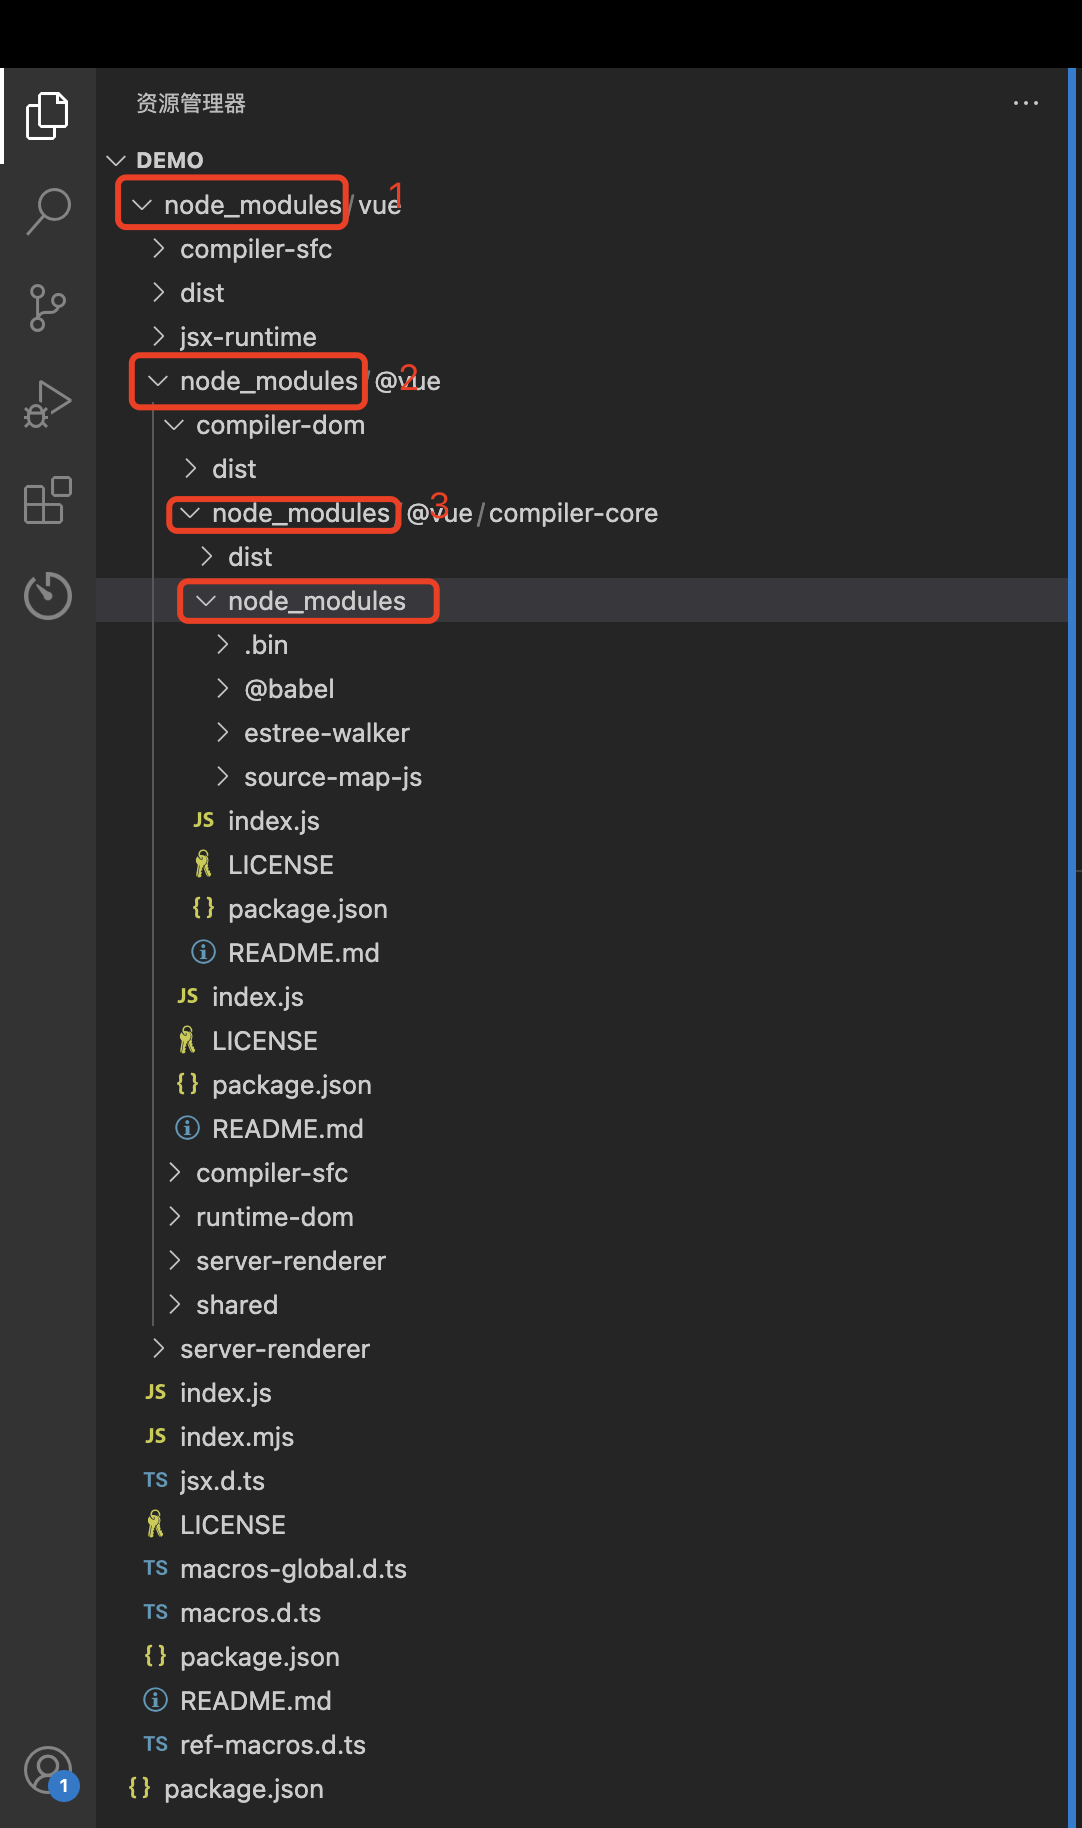 资源管理器
DEMO
node_modules/vue 1
compiler-sfc
dist
jsx-runtime
node_modules/@vue 2
compiler-dom
dist
node_modules/@vue/compiler-core 3
dist
node_modules
.bin
@babel
estree-walker
source-map-js
JS index.js
LICENSE
{} package.json
README.md
JS index.js
LICENSE
{} package.json
README.md
compiler-sfc
runtime-dom
server-renderer
shared
server-renderer
JS index.js
JS index.mjs
TS jsx.d.ts
LICENSE
TS macros-global.d.ts
TS macros.d.ts
{} package.json
README.md
TS ref-macros.d.ts
1
{} package.json